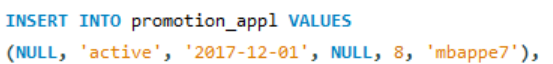 INSERT INTO promotion_appl VALUES
(NULL, 'active', '2017-12-01', NULL, 8, 'mbappe7'),